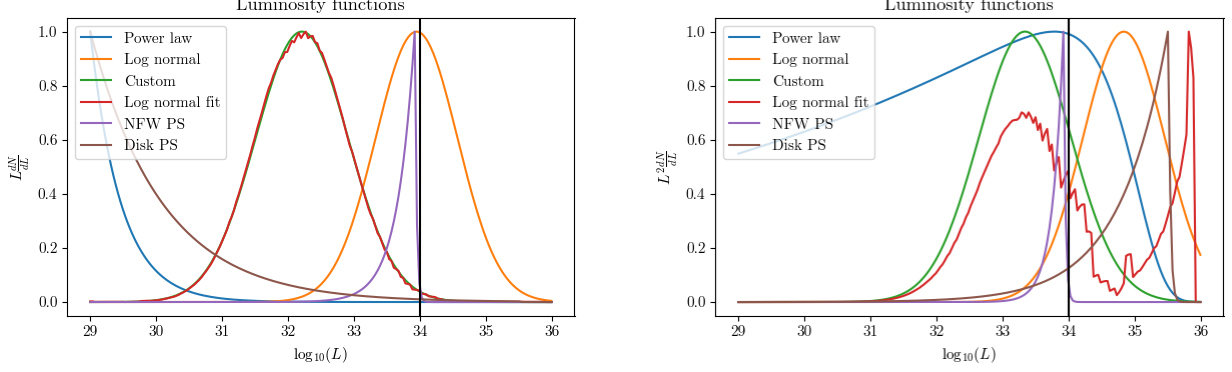 Luminosity functions
1.0
0.8
0.6
0.4
0.2
0.0
L dN/dL
Power law
Log normal
Custom
Log normal fit
NFW PS
Disk PS
29 30 31 32 33 34 35 36
log10(L)
Luminosity functions
1.0
0.8
0.6
0.4
0.2
0.0
L^2 dN/dL
Power law
Log normal
Custom
Log normal fit
NFW PS
Disk PS
29 30 31 32 33 34 35 36
log10(L)